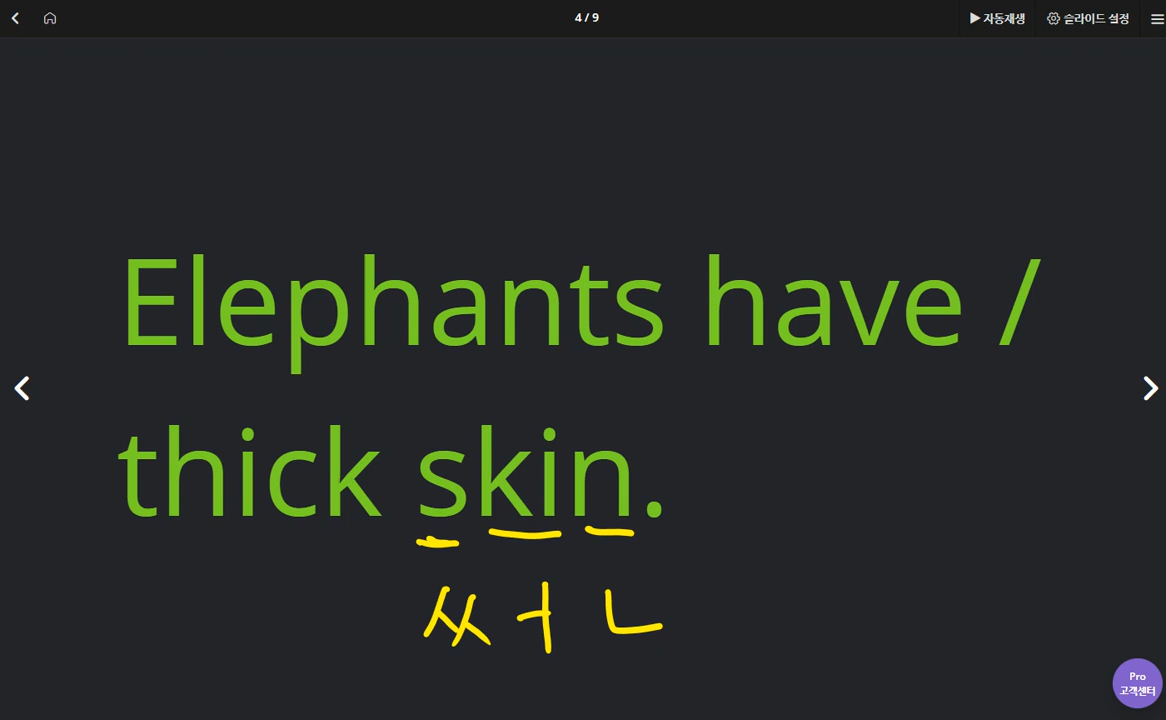 4 / 9
▶ 자동재생
슬라이드 설정
Elephants have /
thick skin.
ㅆ ㅓ ㄴ
Pro
고객센터